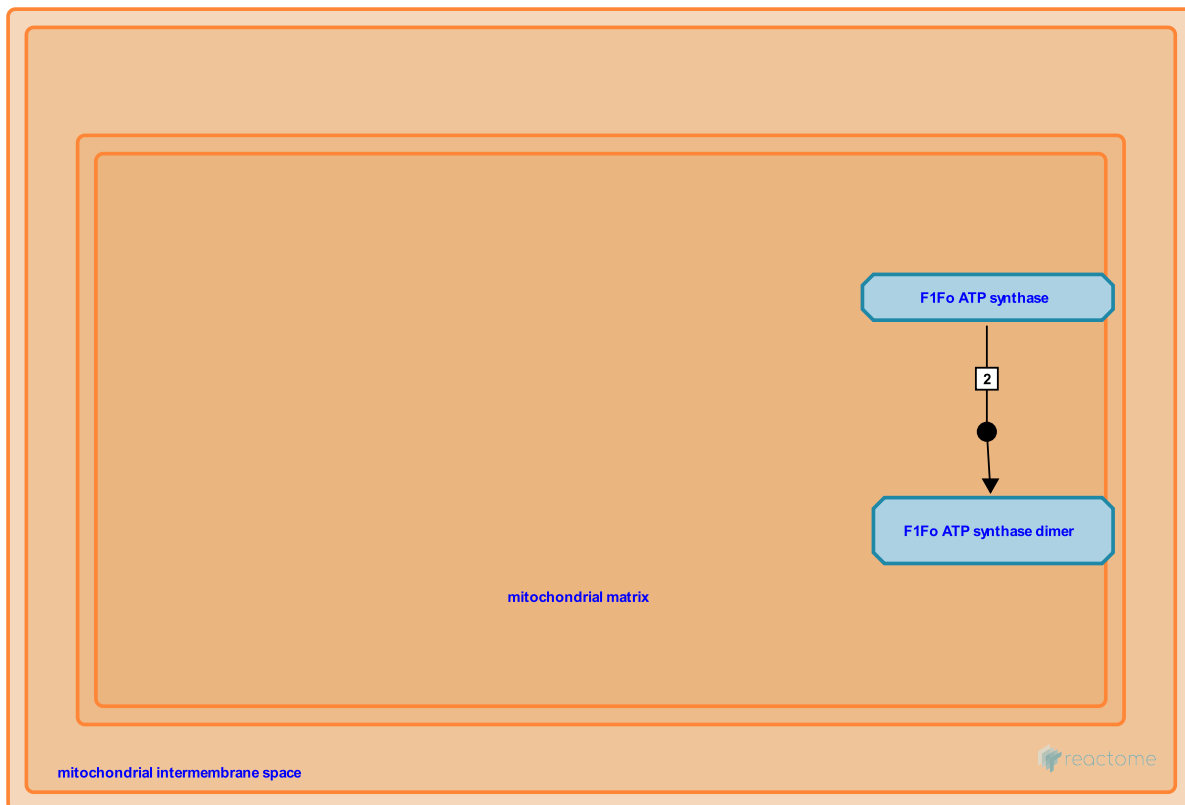 F1Fo ATP synthase
2
F1Fo ATP synthase dimer
mitochondrial matrix
mitochondrial intermembrane space
reactome